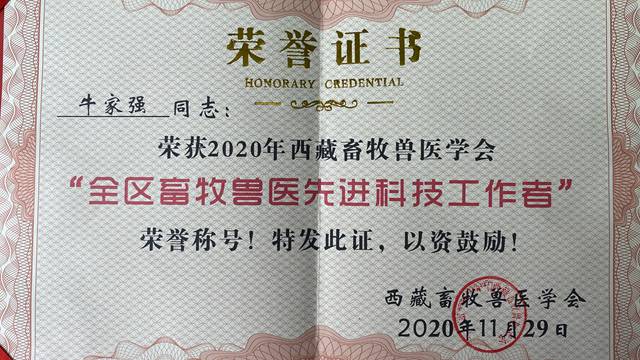 荣誉证书
HONORARY CREDENTIAL
牛家强 同志：
荣获2020年西藏畜牧兽医学会
“全区畜牧兽医先进科技工作者”
荣誉称号！特发此证，以资鼓励！
西藏畜牧兽医学会
2020年11月29日